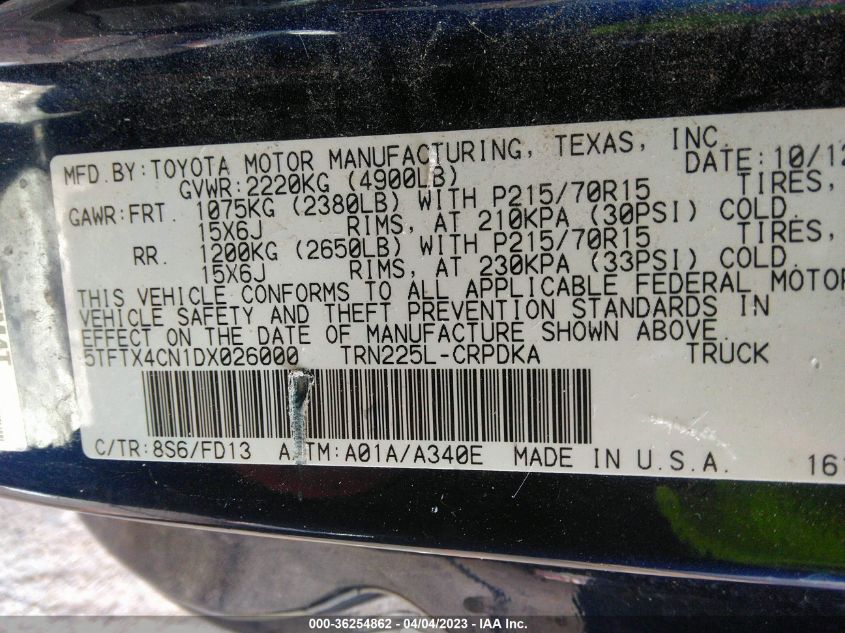 MFD.BY:TOYOTA MOTOR MANUFACTURING, TEXAS, INC.
DATE:10/12
GVWR:2220KG (4900LB)
GAWR:FRT. 1075KG (2380LB) WITH P215/70R15 TIRES,
15X6J RIMS, AT 210KPA (30PSI) COLD.
RR. 1200KG (2650LB) WITH P215/70R15 TIRES,
15X6J RIMS, AT 230KPA (33PSI) COLD.
THIS VEHICLE CONFORMS TO ALL APPLICABLE FEDERAL MOTOR
VEHICLE SAFETY AND THEFT PREVENTION STANDARDS IN
EFFECT ON THE DATE OF MANUFACTURE SHOWN ABOVE.
5TFTX4CN1DX026000 TRN225L-CRPDKA TRUCK
C/TR:8S6/FD13 A/TM:A01A/A340E MADE IN U.S.A. 161
000-36254862 - 04/04/2023 - © IAA Inc.